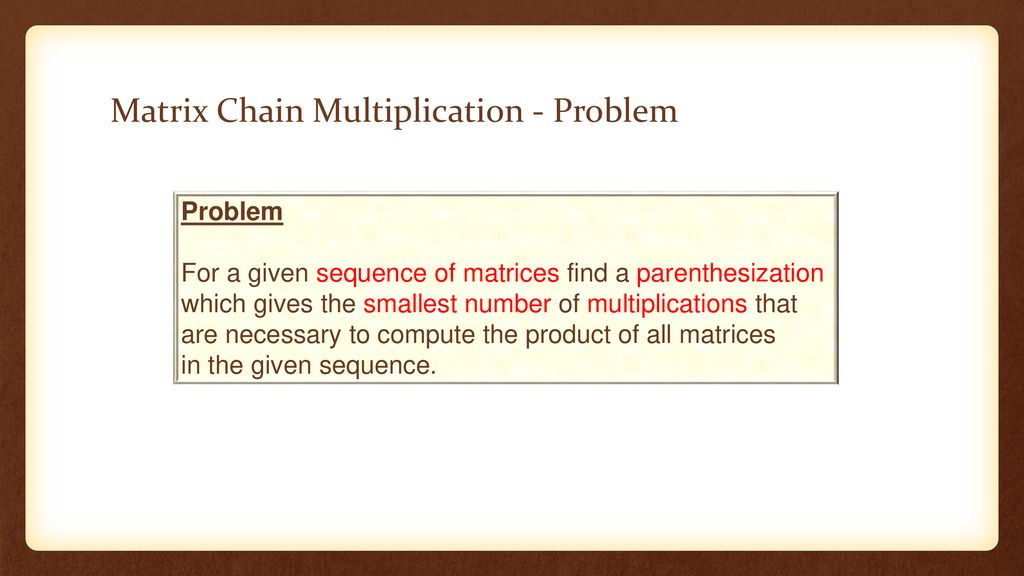 Matrix Chain Multiplication - Problem
Problem
For a given sequence of matrices find a parenthesization
which gives the smallest number of multiplications that
are necessary to compute the product of all matrices
in the given sequence.